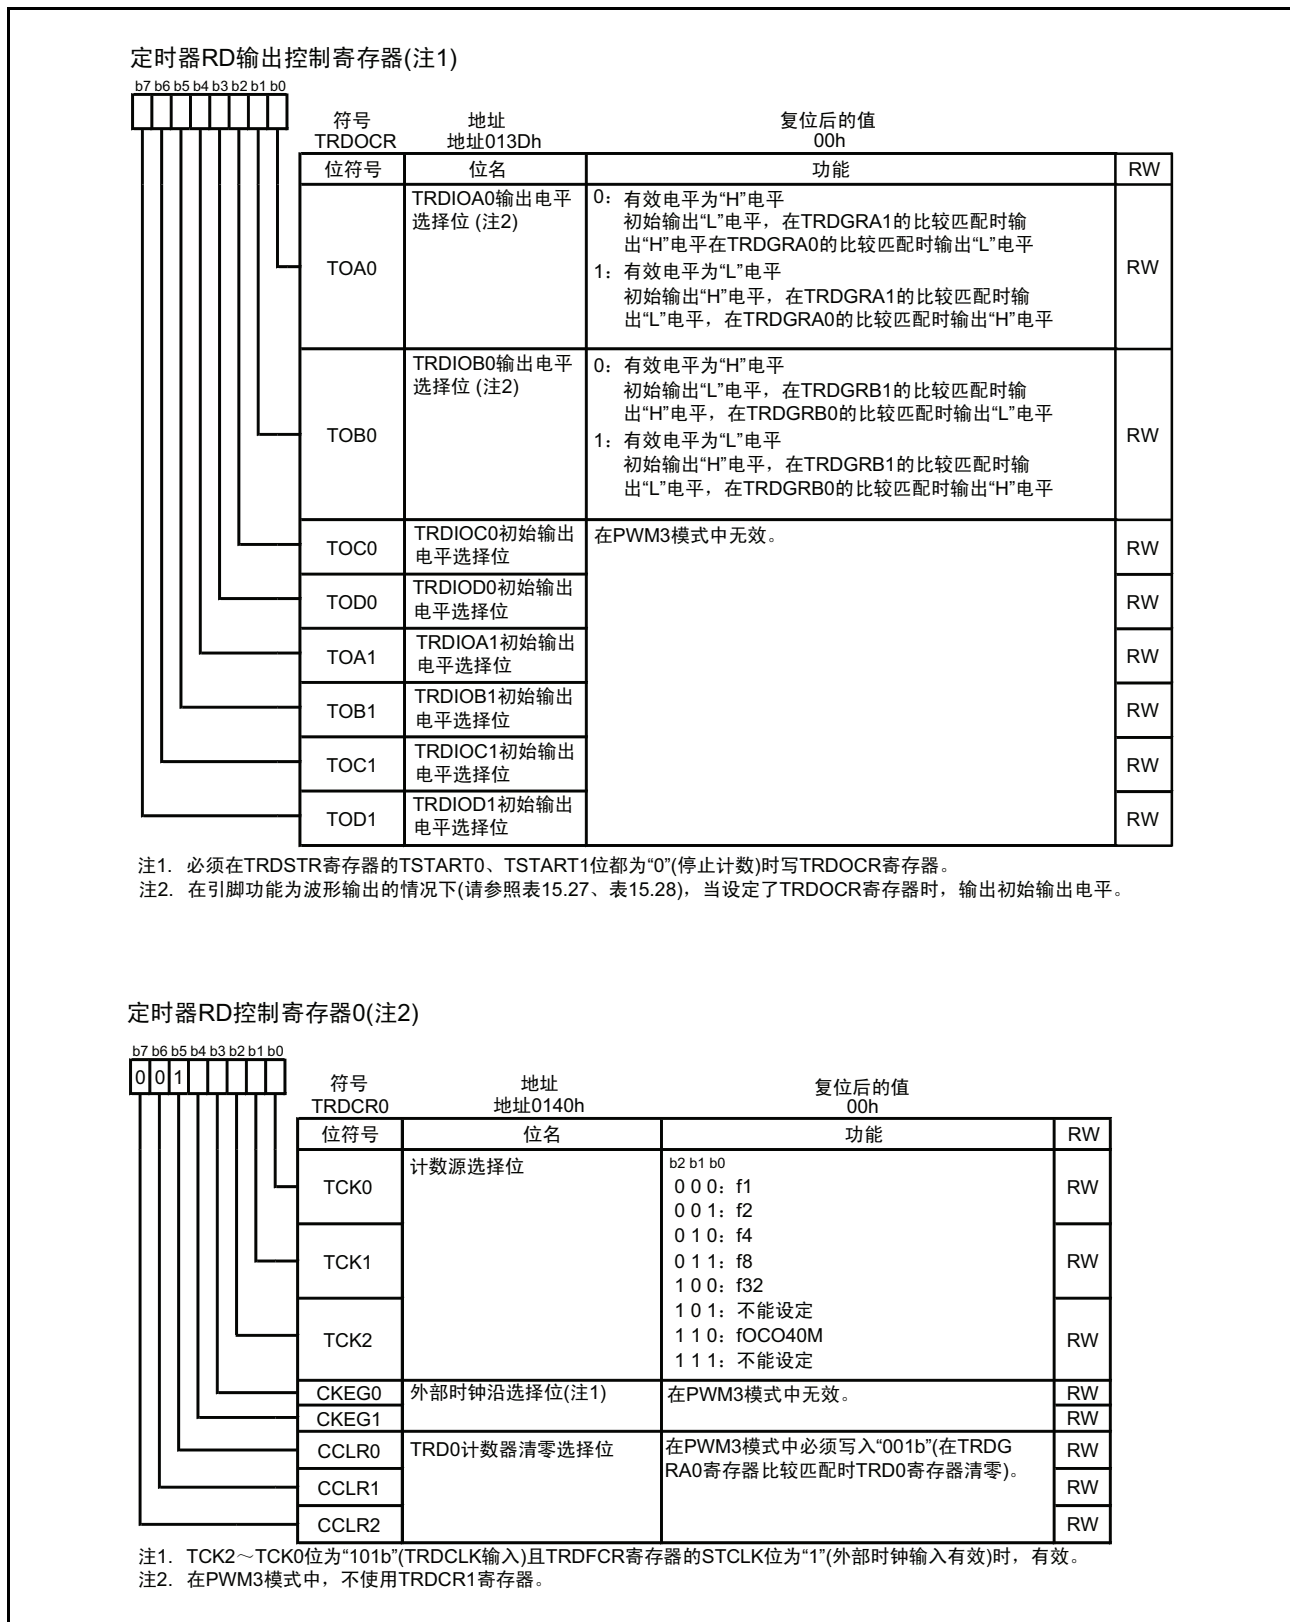 定时器RD输出控制寄存器(注1)
b7 b6 b5 b4 b3 b2 b1 b0
符号 地址 复位后的值
TRDOCR 地址013Dh 00h
位符号 位名 功能 RW
TOA0 TRDIOA0输出电平 RW
选择位 (注2)
0：有效电平为“H”电平
初始输出“L”电平，在TRDGRA1的比较匹配时输
出“H”电平在TRDGRA0的比较匹配时输出“L”电平
1：有效电平为“L”电平
初始输出“H”电平，在TRDGRA1的比较匹配时输
出“L”电平，在TRDGRA0的比较匹配时输出“H”电平
TOB0 TRDIOB0输出电平 RW
选择位 (注2)
0：有效电平为“H”电平
初始输出“L”电平，在TRDGRB1的比较匹配时输
出“H”电平，在TRDGRB0的比较匹配时输出“L”电平
1：有效电平为“L”电平
初始输出“H”电平，在TRDGRB1的比较匹配时输
出“L”电平，在TRDGRB0的比较匹配时输出“H”电平
TOC0 TRDIOC0初始输出 在PWM3模式中无效。 RW
电平选择位
TOD0 TRDIOD0初始输出 RW
电平选择位
TOA1 TRDIOA1初始输出 RW
电平选择位
TOB1 TRDIOB1初始输出 RW
电平选择位
TOC1 TRDIOC1初始输出 RW
电平选择位
TOD1 TRDIOD1初始输出 RW
电平选择位
注1. 必须在TRDSTR寄存器的TSTART0、TSTART1位都为“0”(停止计数)时写TRDOCR寄存器。
注2. 在引脚功能为波形输出的情况下(请参照表15.27、表15.28)，当设定了TRDOCR寄存器时，输出初始输出电平。
定时器RD控制寄存器0(注2)
b7 b6 b5 b4 b3 b2 b1 b0
0 0 1
符号 地址 复位后的值
TRDCR0 地址0140h 00h
位符号 位名 功能 RW
TCK0 计数源选择位 RW
b2 b1 b0
0 0 0：f1
0 0 1：f2
TCK1 RW
0 1 0：f4
0 1 1：f8
1 0 0：f32
TCK2 RW
1 0 1：不能设定
1 1 0：fOCO40M
1 1 1：不能设定
CKEG0 外部时钟沿选择位(注1) 在PWM3模式中无效。 RW
CKEG1 RW
CCLR0 TRD0计数器清零选择位 在PWM3模式中必须写入“001b”(在TRDG RW
RA0寄存器比较匹配时TRD0寄存器清零)。
CCLR1 RW
CCLR2 RW
注1. TCK2～TCK0位为“101b”(TRDCLK输入)且TRDFCR寄存器的STCLK位为“1”(外部时钟输入有效)时，有效。
注2. 在PWM3模式中，不使用TRDCR1寄存器。